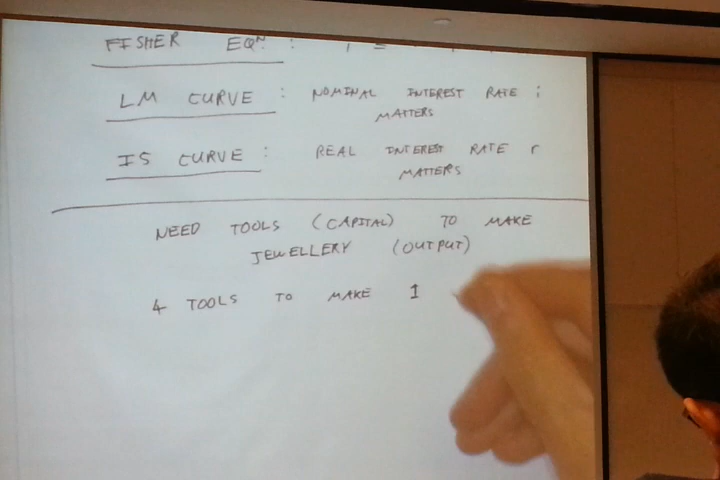 FISHER EQN. : i =
LM CURVE : NOMINAL INTEREST RATE i
MATTERS
IS CURVE : REAL INTEREST RATE r
MATTERS
NEED TOOLS (CAPITAL) TO MAKE
JEWELLERY (OUTPUT)
4 TOOLS TO MAKE 1